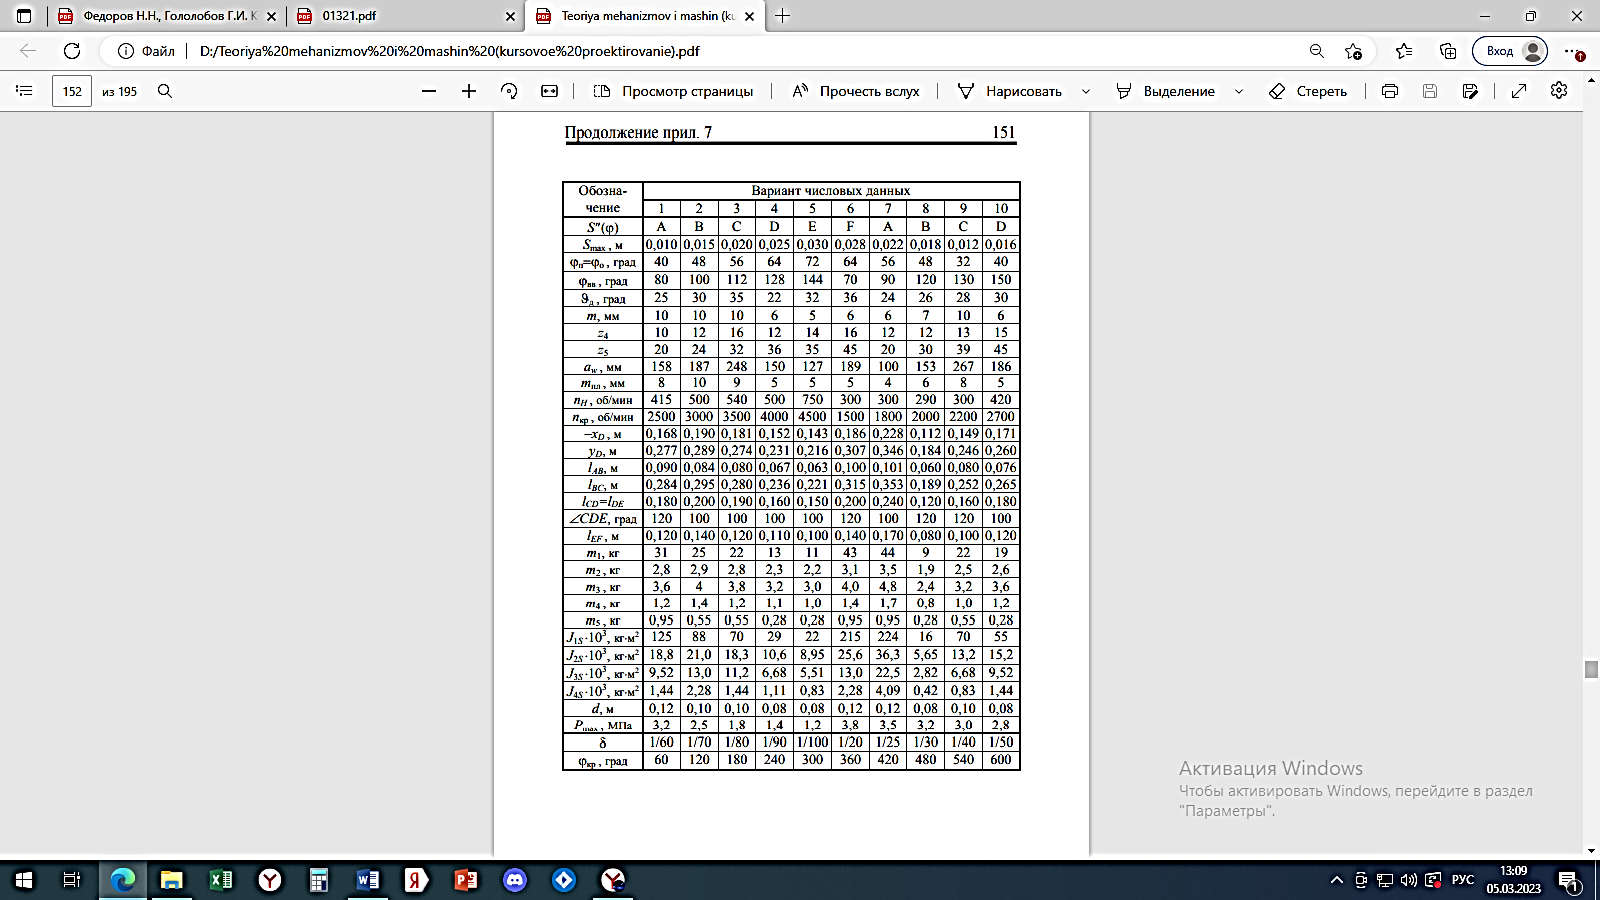 Федоров Н.Н., Гололобов Г.И. К
01321.pdf
Teoriya mehanizmov i mashin (ku
Файл
D:/Teoriya%20mehanizmov%20i%20mashin%20(kursovoe%20proektirovanie).pdf
Вход
152 из 195
Просмотр страницы
Прочесть вслух
Нарисовать
Выделение
Стереть
Продолжение прил. 7 151
Обозна-чение Вариант числовых данных
1 2 3 4 5 6 7 8 9 10
S″(φ) A B C D E F A B C D
Smax, м 0,010 0,015 0,020 0,025 0,030 0,028 0,022 0,018 0,012 0,016
φп=φо, град 40 48 56 64 72 64 56 48 32 40
φвв, град 80 100 112 128 144 70 90 120 130 150
ϑд, град 25 30 35 22 32 36 24 26 28 30
m, мм 10 10 10 6 5 6 6 7 10 6
z4 10 12 16 12 14 16 12 12 13 15
z5 20 24 32 36 35 45 20 30 39 45
aw, мм 158 187 248 150 127 189 100 153 267 186
mпл, мм 8 10 9 5 5 5 4 6 8 5
nН, об/мин 415 500 540 500 750 300 300 290 300 420
nкр, об/мин 2500 3000 3500 4000 4500 1500 1800 2000 2200 2700
–xD, м 0,168 0,190 0,181 0,152 0,143 0,186 0,228 0,112 0,149 0,171
yD, м 0,277 0,289 0,274 0,231 0,216 0,307 0,346 0,184 0,246 0,260
lAB, м 0,090 0,084 0,080 0,067 0,063 0,100 0,101 0,060 0,080 0,076
lBC, м 0,284 0,295 0,280 0,236 0,221 0,315 0,353 0,189 0,252 0,265
lCD=lDE 0,180 0,200 0,190 0,160 0,150 0,200 0,240 0,120 0,160 0,180
∠CDE, град 120 100 100 100 100 120 100 120 120 100
lEF, м 0,120 0,140 0,120 0,110 0,100 0,140 0,170 0,080 0,100 0,120
m1, кг 31 25 22 13 11 43 44 9 22 19
m2, кг 2,8 2,9 2,8 2,3 2,2 3,1 3,5 1,9 2,5 2,6
m3, кг 3,6 4 3,8 3,2 3,0 4,0 4,8 2,4 3,2 3,6
m4, кг 1,2 1,4 1,2 1,1 1,0 1,4 1,7 0,8 1,0 1,2
m5, кг 0,95 0,55 0,55 0,28 0,28 0,95 0,95 0,28 0,55 0,28
J1S·10³, кг·м² 125 88 70 29 22 215 224 16 70 55
J2S·10³, кг·м² 18,8 21,0 18,3 10,6 8,95 25,6 36,3 5,65 13,2 15,2
J3S·10³, кг·м² 9,52 13,0 11,2 6,68 5,51 13,0 22,5 2,82 6,68 9,52
J4S·10³, кг·м² 1,44 2,28 1,44 1,11 0,83 2,28 4,09 0,42 0,83 1,44
d, м 0,12 0,10 0,10 0,08 0,08 0,12 0,12 0,08 0,10 0,08
Pmax, МПа 3,2 2,5 1,8 1,4 1,2 3,8 3,5 3,2 3,0 2,8
δ 1/60 1/70 1/80 1/90 1/100 1/20 1/25 1/30 1/40 1/50
φкр, град 60 120 180 240 300 360 420 480 540 600
Активация Windows
Чтобы активировать Windows, перейдите в раздел
"Параметры".
РУС
13:09
05.03.2023